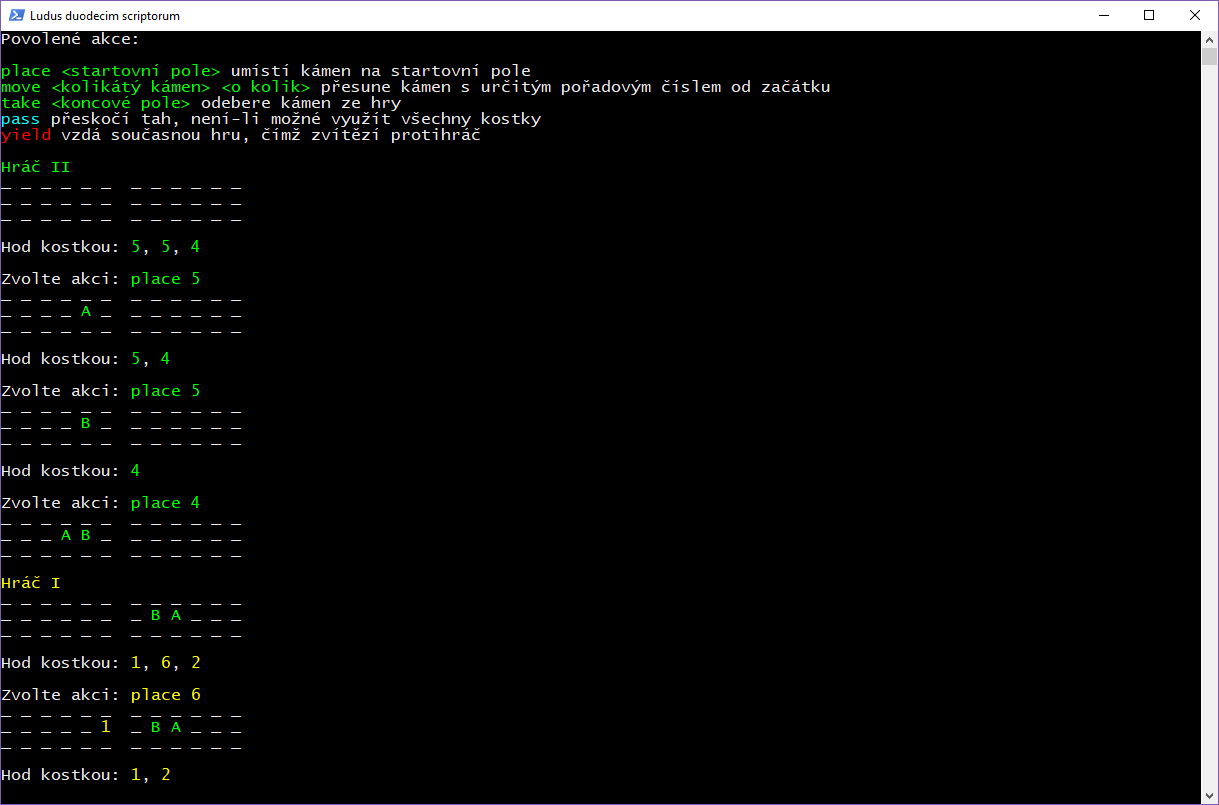 Ludus duodecim scriptorum
Povolené akce:
place <startovní pole> umístí kámen na startovní pole
move <kolikátý kámen> <o kolik> přesune kámen s určitým pořadovým číslem od začátku
take <koncové pole> odebere kámen ze hry
pass přeskočí tah, není-li možné využít všechny kostky
yield vzdá současnou hru, čímž zvítězí protihráč
Hráč II
_ _ _ _ _ _  _ _ _ _ _ _
_ _ _ _ _ _  _ _ _ _ _ _
_ _ _ _ _ _  _ _ _ _ _ _
Hod kostkou: 5, 5, 4
Zvolte akci: place 5
_ _ _ _ _ _  _ _ _ _ _ _
_ _ _ _ A _  _ _ _ _ _ _
_ _ _ _ _ _  _ _ _ _ _ _
Hod kostkou: 5, 4
Zvolte akci: place 5
_ _ _ _ _ _  _ _ _ _ _ _
_ _ _ _ B _  _ _ _ _ _ _
_ _ _ _ _ _  _ _ _ _ _ _
Hod kostkou: 4
Zvolte akci: place 4
_ _ _ _ _ _  _ _ _ _ _ _
_ _ _ A B _  _ _ _ _ _ _
_ _ _ _ _ _  _ _ _ _ _ _
Hráč I
_ _ _ _ _ _  _ _ _ _ _ _
_ _ _ _ _ _  _ B A _ _ _
_ _ _ _ _ _  _ _ _ _ _ _
Hod kostkou: 1, 6, 2
Zvolte akci: place 6
_ _ _ _ _ _  _ _ _ _ _ _
_ _ _ _ _ 1  _ B A _ _ _
_ _ _ _ _ _  _ _ _ _ _ _
Hod kostkou: 1, 2